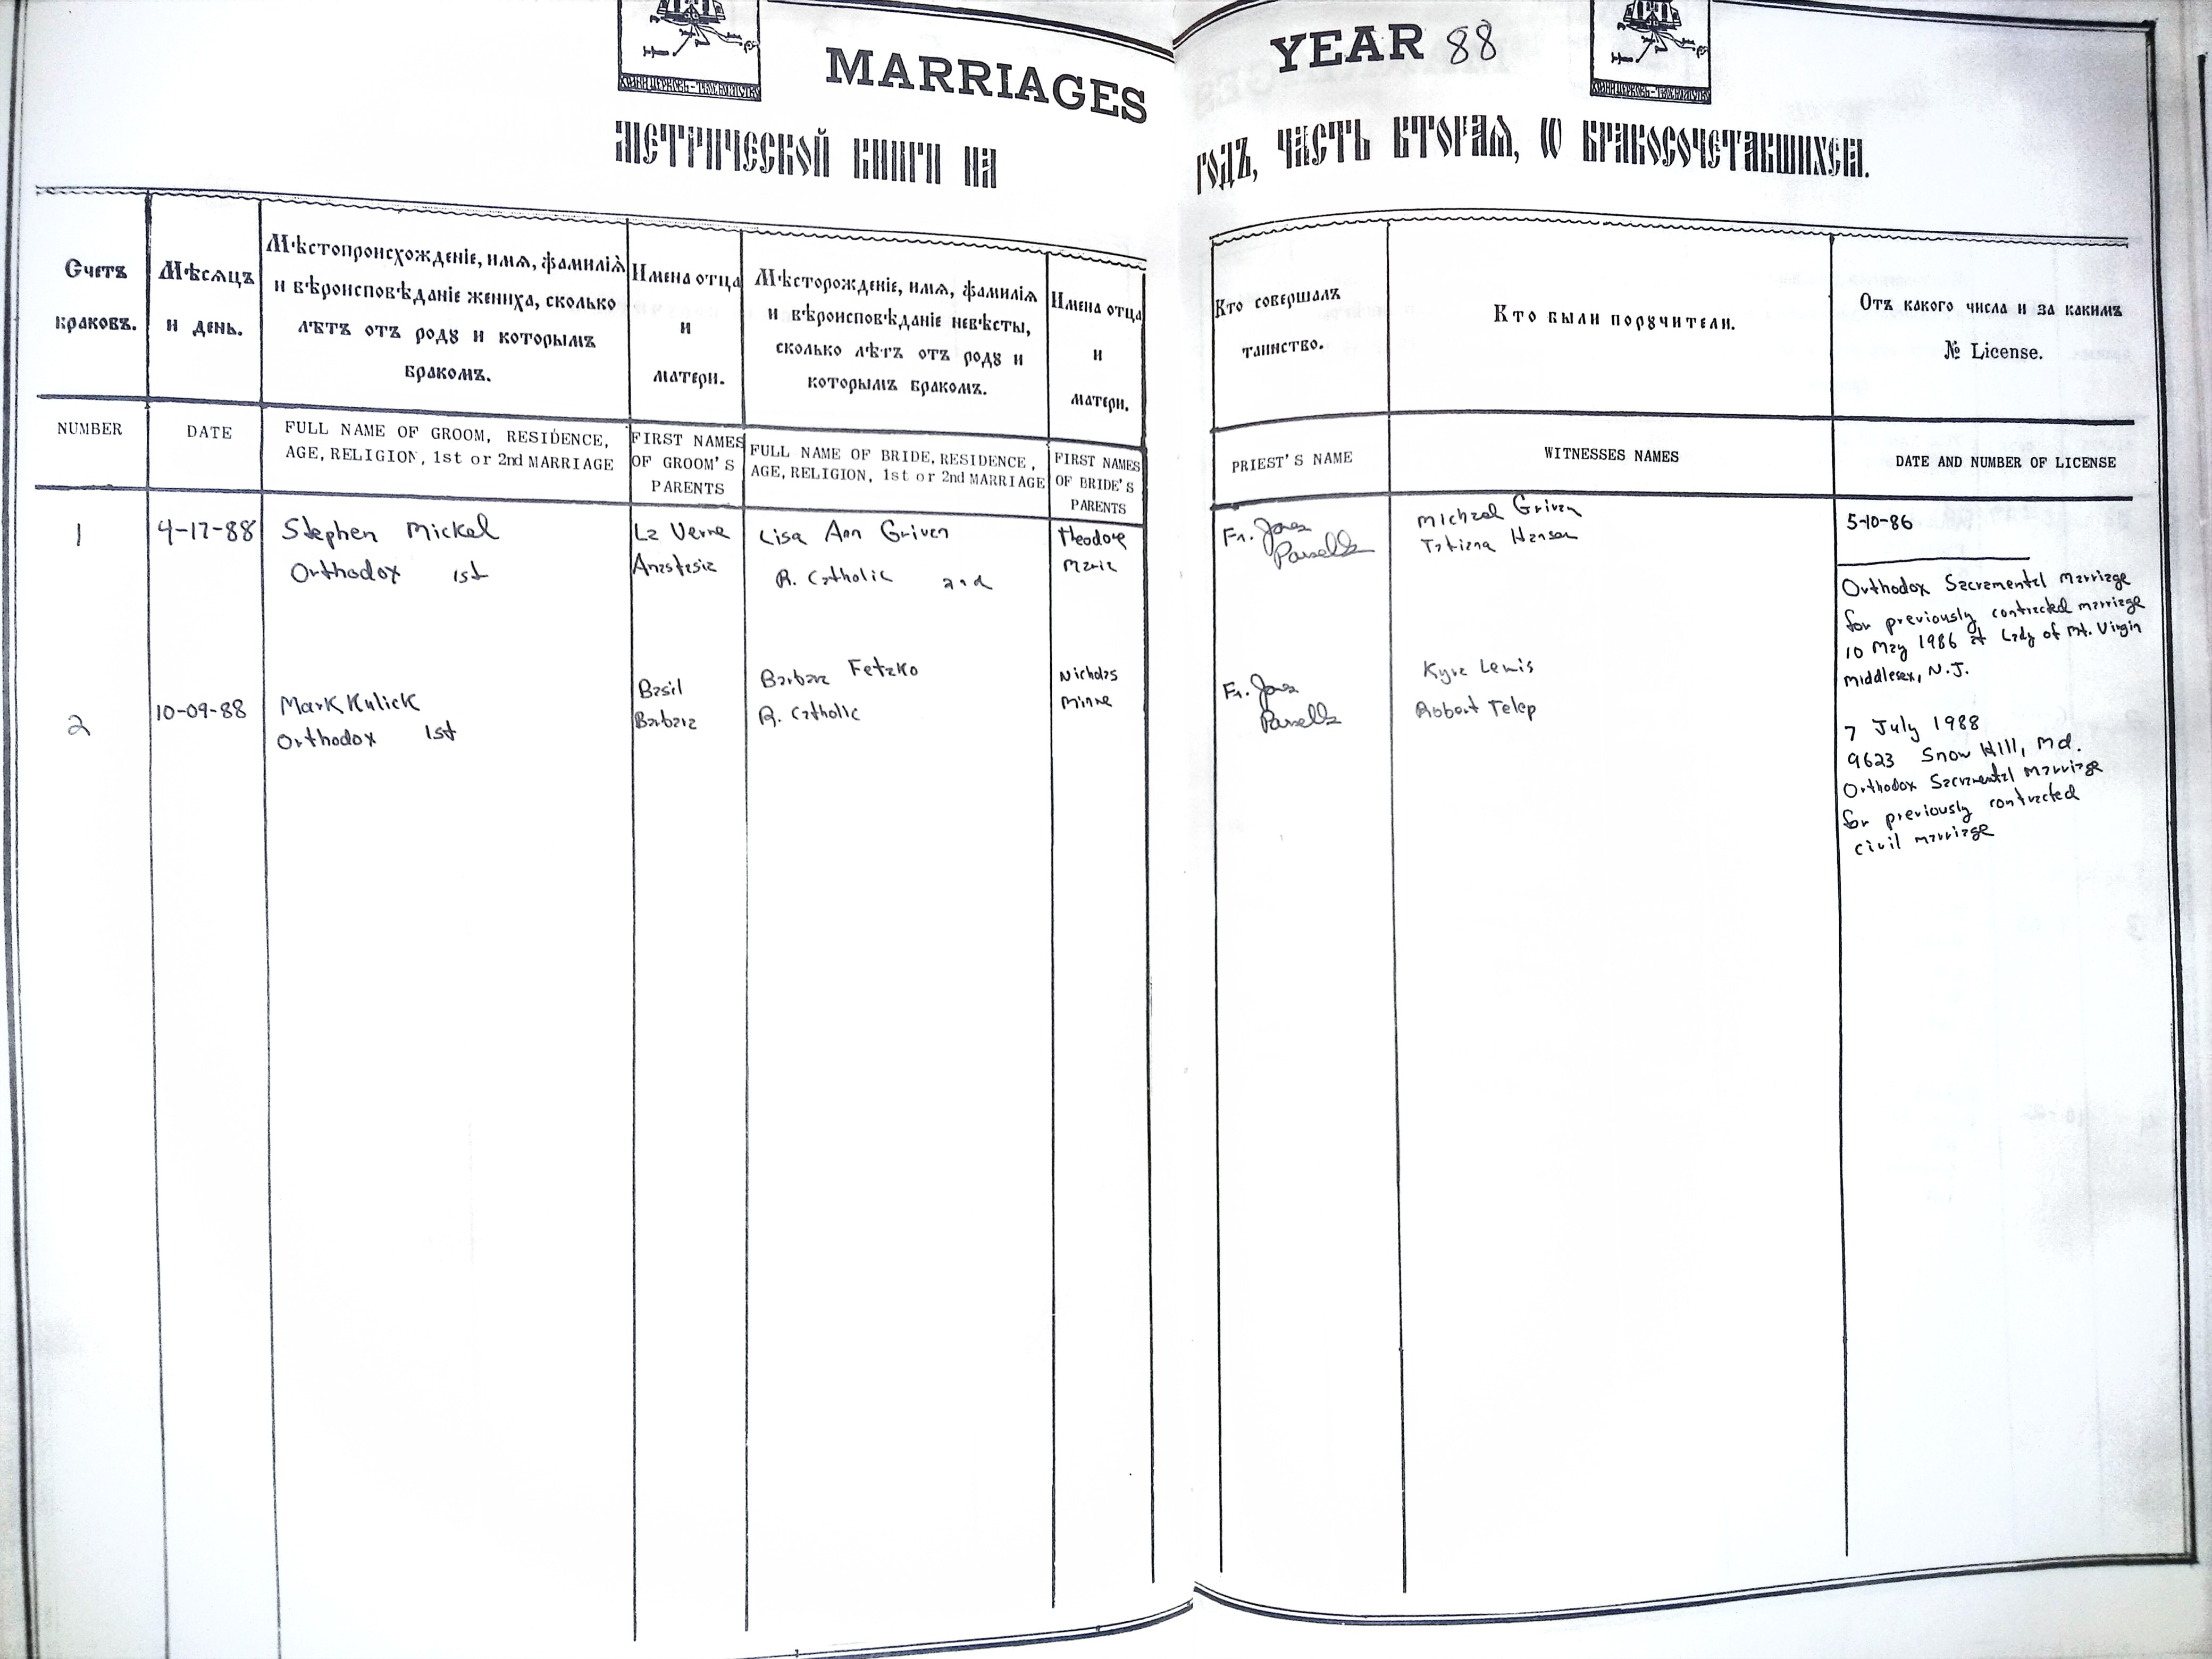 MARRIAGES
YEAR 88
МЕТРИЧЕСКОЙ КНИГИ НА
ГОДЪ, ЧАСТЬ ВТОРАЯ, Ѡ БРАКОСОЧЕТАВШИХСЯ.
Счетъ
браковъ.
Мѣсяцъ
и день.
Мѣстопроисхожденіе, имя, фамилія
и вѣроисповѣданіе жениха, сколько
лѣтъ отъ роду и которымъ
бракомъ.
Имена отца
и
матери.
Мѣсторожденіе, имя, фамилія
и вѣроисповѣданіе невѣсты,
сколько лѣтъ отъ роду и
которымъ бракомъ.
Имена отца
и
матери.
Кто совершалъ
таинство.
Кто были поручители.
Отъ какого числа и за какимъ
№ License.
NUMBER
DATE
FULL NAME OF GROOM, RESIDENCE,
AGE, RELIGION, 1st or 2nd MARRIAGE
FIRST NAMES
OF GROOM'S
PARENTS
FULL NAME OF BRIDE, RESIDENCE,
AGE, RELIGION, 1st or 2nd MARRIAGE
FIRST NAMES
OF BRIDE'S
PARENTS
PRIEST'S NAME
WITNESSES NAMES
DATE AND NUMBER OF LICENSE
1
4-17-88
Stephen Mickel
Orthodox 1st
La Verne
Anastasia
Lisa Ann Griven
R. Catholic 2nd
Theodore
Maria
Fr. James
Parsells
Michael Griven
Tatiana Hansen
5-10-86
Orthodox Sacramental Marriage
for previously contracted marriage
10 May 1986 at Lady of Mt. Virgin
Middlesex, N.J.
2
10-09-88
Mark Kulick
Orthodox 1st
Basil
Barbara
Barbara Fetzko
R. Catholic
Nicholas
Minne
Fr. James
Parsells
Kyra Lewis
Robert Telep
7 July 1988
9623 Snow Hill, Md.
Orthodox Sacramental Marriage
for previously contracted
civil marriage